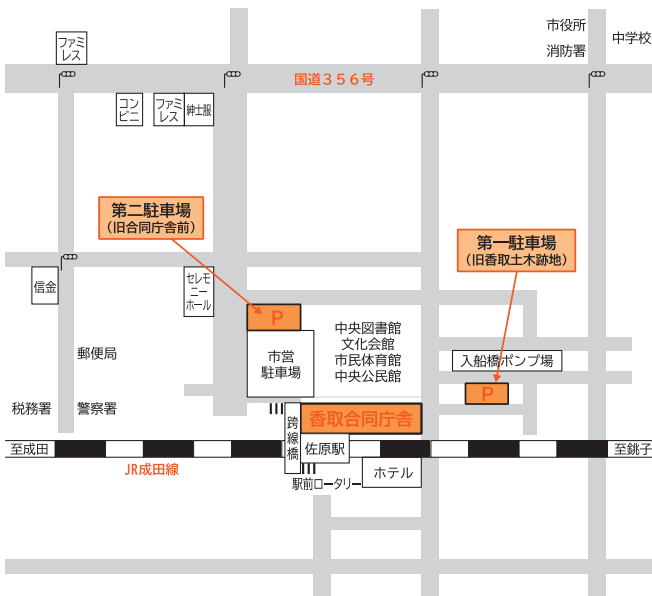 市役所
消防署
中学校
ファミ
レス
国道356号
コン
ビニ
ファミ
レス
紳士服
第二駐車場
(旧合同庁舎前)
第一駐車場
(旧香取土木跡地)
信金
セレモ
ニー
ホール
P
中央図書館
文化会館
市民体育館
中央公民館
市営
駐車場
郵便局
入船橋ポンプ場
P
税務署
警察署
香取合同庁舎
跨線橋
佐原駅
至成田
至銚子
JR成田線
ホテル
駅前ロータリー